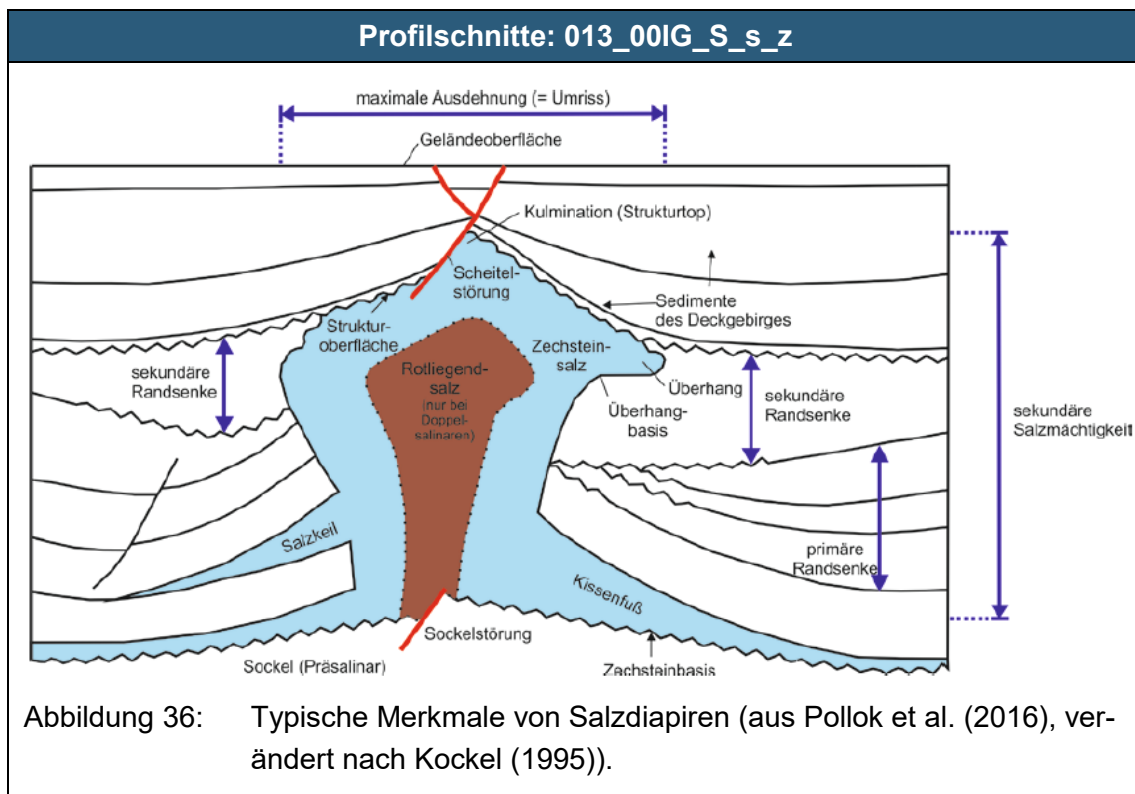 Profilschnitte: 013_00IG_S_s_z
maximale Ausdehnung (= Umriss)
Geländeoberfläche
Kulmination (Strukturtop)
Scheitel-
störung
Sedimente
des Deckgebirges
Struktur-
oberfläche
Zechstein-
salz
sekundäre
Randsenke
Rotliegend-
salz
(nur bei
Doppel-
salinaren)
Überhang
Überhang-
basis
sekundäre
Randsenke
sekundäre
Salzmächtigkeit
Salzkeil
primäre
Randsenke
Kissenfuß
Sockelstörung
Sockel (Präsalinar)
Zechsteinbasis
Abbildung 36: Typische Merkmale von Salzdiapiren (aus Pollok et al. (2016), ver-
ändert nach Kockel (1995)).